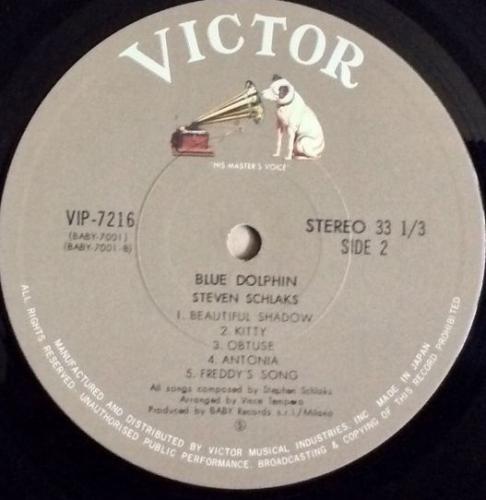 VICTOR
"HIS MASTER'S VOICE"
VIP-7216
(BABY-7001)
(BABY-7001-B)
STEREO 33 1/3
SIDE 2
BLUE DOLPHIN
STEVEN SCHLAKS
1. BEAUTIFUL SHADOW
2. KITTY
3. OBTUSE
4. ANTONIA
5. FREDDY'S SONG
All songs composed by Stephen Schlaks
Arranged by Vince Tempera
Produced by BABY Records s.r.l./Milano
Ⓢ
MANUFACTURED AND DISTRIBUTED BY VICTOR MUSICAL INDUSTRIES, INC. MADE IN JAPAN
ALL RIGHTS RESERVED. UNAUTHORISED PUBLIC PERFORMANCE, BROADCASTING & COPYING OF THIS RECORD PROHIBITED